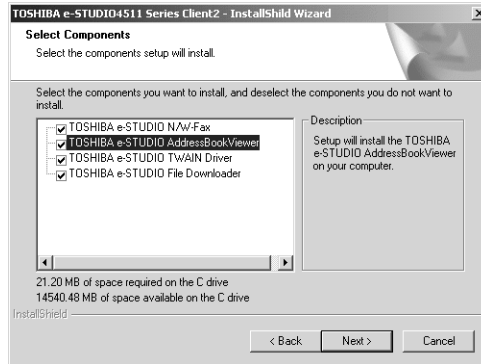 TOSHIBA e-STUDIO4511 Series Client2 - InstallShild Wizard
Select Components
Select the components setup will install.
Select the components you want to install, and deselect the components you do not want to
install.
TOSHIBA e-STUDIO N/W-Fax
TOSHIBA e-STUDIO AddressBookViewer
TOSHIBA e-STUDIO TWAIN Driver
TOSHIBA e-STUDIO File Downloader
Description
Setup will install the TOSHIBA
e-STUDIO AddressBookViewer
on your computer.
21.20 MB of space required on the C drive
14540.48 MB of space available on the C drive
InstallShield
< Back
Next >
Cancel